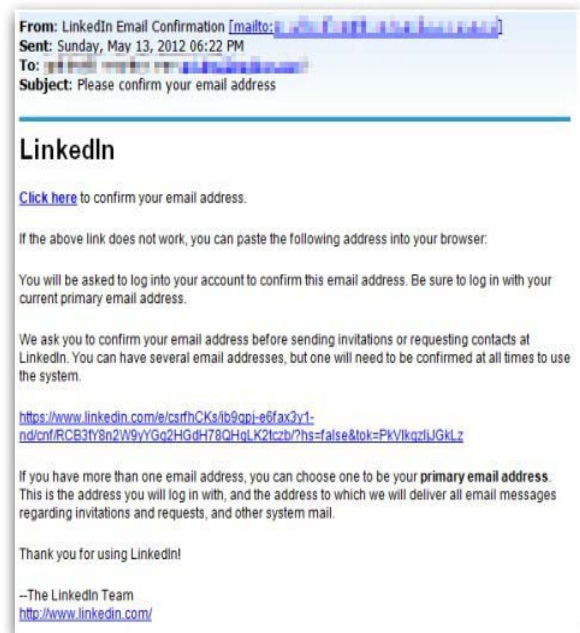 From: LinkedIn Email Confirmation [mailto:
Sent: Sunday, May 13, 2012 06:22 PM
To:
Subject: Please confirm your email address
LinkedIn
Click here to confirm your email address.
If the above link does not work, you can paste the following address into your browser:
You will be asked to log into your account to confirm this email address. Be sure to log in with your
current primary email address.
We ask you to confirm your email address before sending invitations or requesting contacts at
LinkedIn. You can have several email addresses, but one will need to be confirmed at all times to use
the system.
https://www.linkedin.com/e/csrfhCKs/ib9qpj-e6fax3y1-
nd/cnf/RCB3fY8n2W9yYGq2HGdH78QHqLK2tczb/?hs=false&tok=PkVlkqzljJGkLz
If you have more than one email address, you can choose one to be your primary email address.
This is the address you will log in with, and the address to which we will deliver all email messages
regarding invitations and requests, and other system mail.
Thank you for using LinkedIn!
--The LinkedIn Team
http://www.linkedin.com/